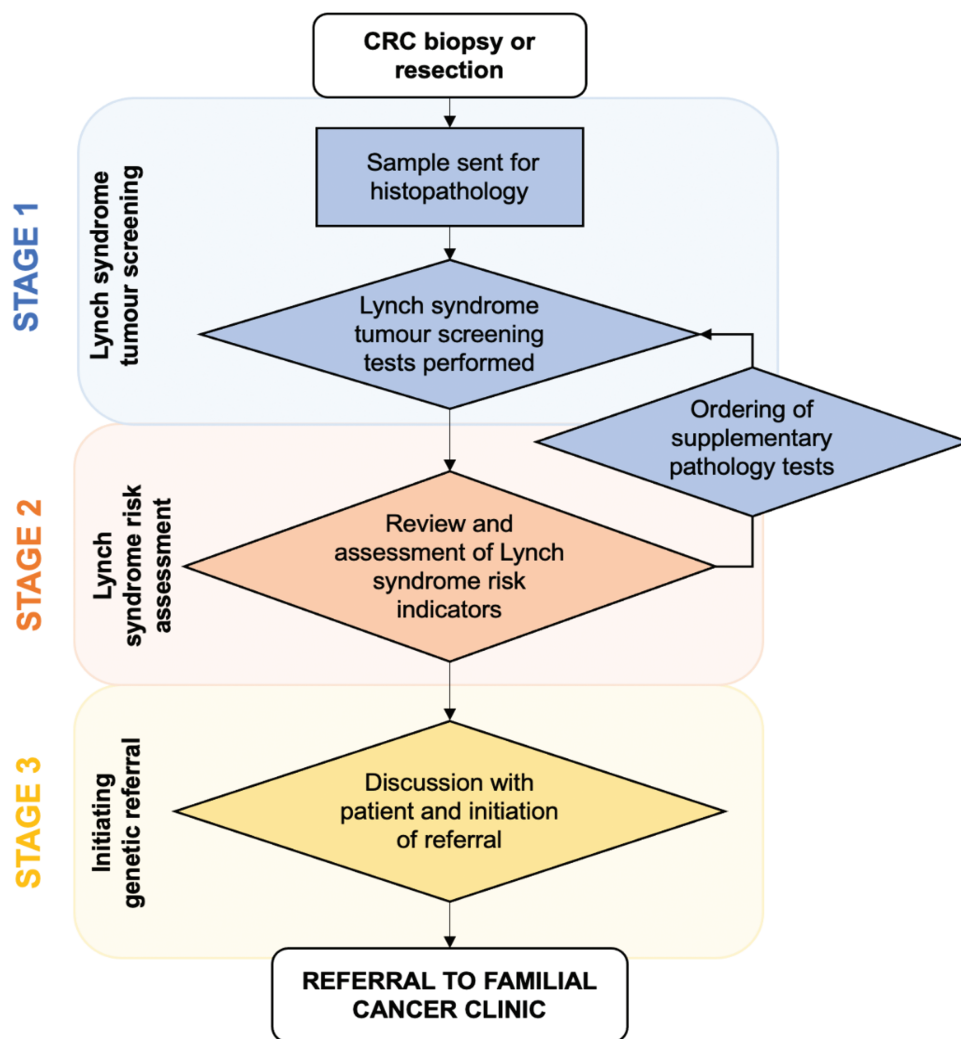 CRC biopsy or
resection
STAGE 1
Lynch syndrome
tumour screening
Sample sent for
histopathology
Lynch syndrome
tumour screening
tests performed
Ordering of
supplementary
pathology tests
STAGE 2
Lynch
syndrome risk
assessment
Review and
assessment of Lynch
syndrome risk
indicators
STAGE 3
Initiating
genetic referral
Discussion with
patient and initiation
of referral
REFERRAL TO FAMILIAL
CANCER CLINIC